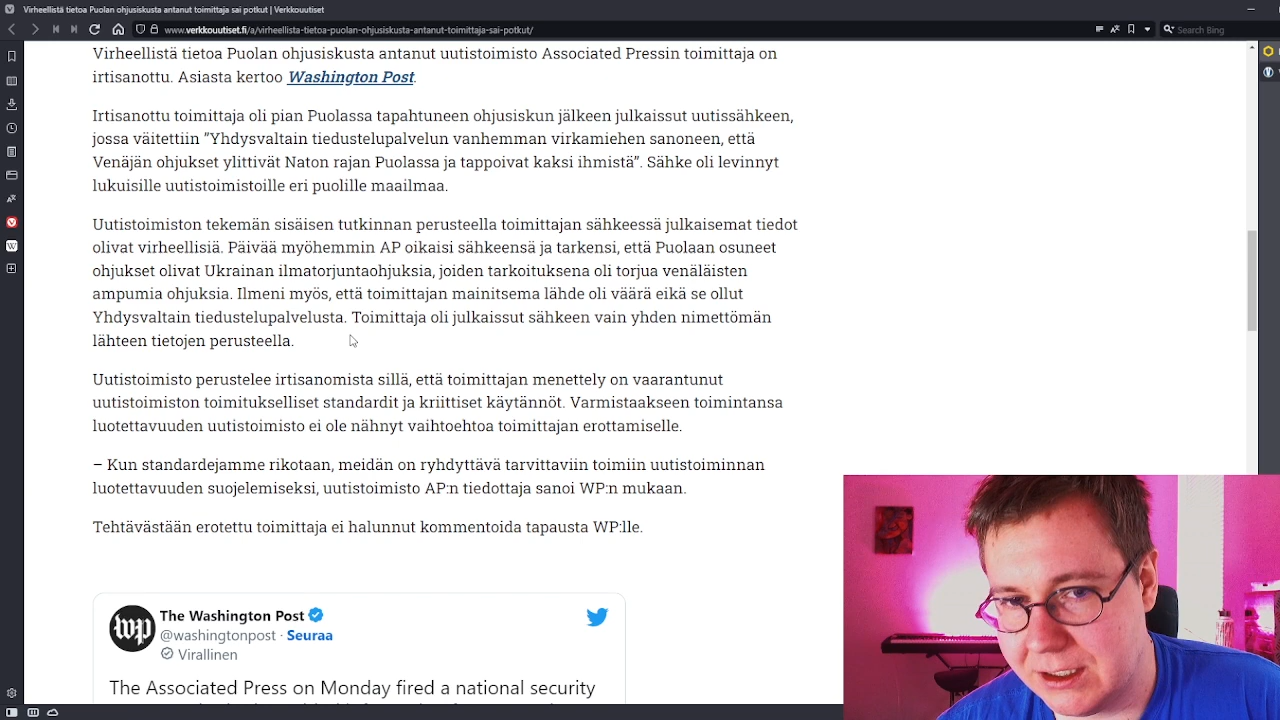 Virheellistä tietoa Puolan ohjusiskusta antanut toimittaja sai potkut | Verkkouutiset
www.verkkouutiset.fi/a/virheellista-tietoa-puolan-ohjusiskusta-antanut-toimittaja-sai-potkut/
Search Bing
Virheellistä tietoa Puolan ohjusiskusta antanut uutistoimisto Associated Pressin toimittaja on
irtisanottu. Asiasta kertoo Washington Post.
Irtisanottu toimittaja oli pian Puolassa tapahtuneen ohjusiskun jälkeen julkaissut uutissähkeen,
jossa väitettiin ”Yhdysvaltain tiedustelupalvelun vanhemman virkamiehen sanoneen, että
Venäjän ohjukset ylittivät Naton rajan Puolassa ja tappoivat kaksi ihmistä”. Sähke oli levinnyt
lukuisille uutistoimistoille eri puolille maailmaa.
Uutistoimiston tekemän sisäisen tutkinnan perusteella toimittajan sähkeessä julkaisemat tiedot
olivat virheellisiä. Päivää myöhemmin AP oikaisi sähkeensä ja tarkensi, että Puolaan osuneet
ohjukset olivat Ukrainan ilmatorjuntaohjuksia, joiden tarkoituksena oli torjua venäläisten
ampumia ohjuksia. Ilmeni myös, että toimittajan mainitsema lähde oli väärä eikä se ollut
Yhdysvaltain tiedustelupalvelusta. Toimittaja oli julkaissut sähkeen vain yhden nimettömän
lähteen tietojen perusteella.
Uutistoimisto perustelee irtisanomista sillä, että toimittajan menettely on vaarantunut
uutistoimiston toimitukselliset standardit ja kriittiset käytännöt. Varmistaakseen toimintansa
luotettavuuden uutistoimisto ei ole nähnyt vaihtoehtoa toimittajan erottamiselle.
– Kun standardejamme rikotaan, meidän on ryhdyttävä tarvittaviin toimiin uutistoiminnan
luotettavuuden suojelemiseksi, uutistoimisto AP:n tiedottaja sanoi WP:n mukaan.
Tehtävästään erotettu toimittaja ei halunnut kommentoida tapausta WP:lle.
wp
The Washington Post
@washingtonpost · Seuraa
Virallinen
The Associated Press on Monday fired a national security